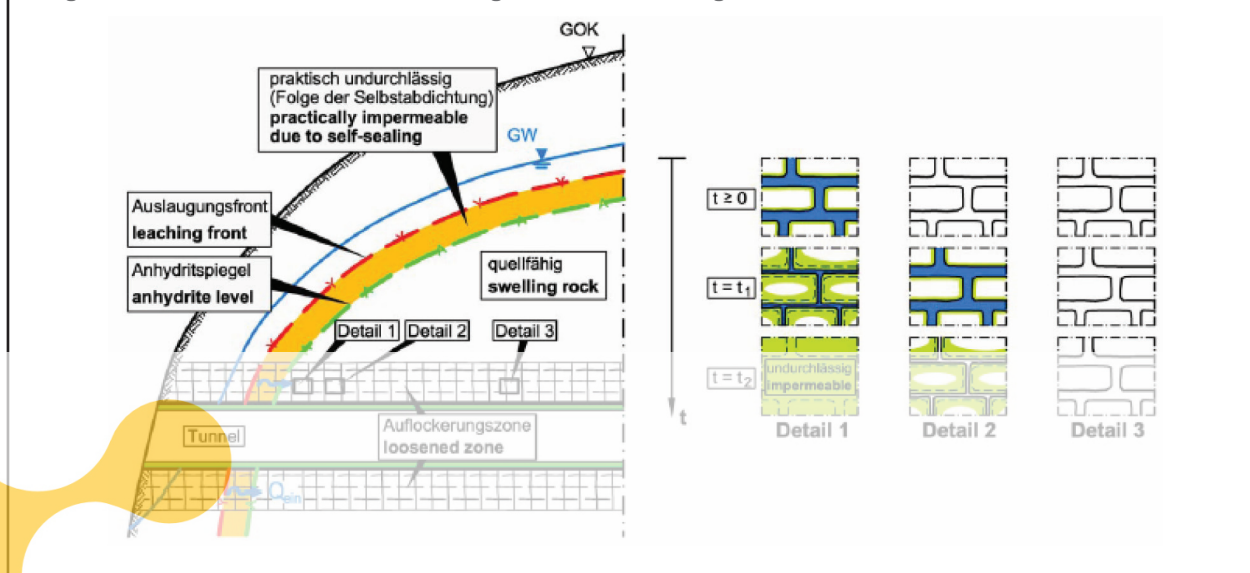 GOK
praktisch undurchlässig
(Folge der Selbstabdichtung)
practically impermeable
due to self-sealing
GW
Auslaugungsfront
leaching front
Anhydritspiegel
anhydrite level
quellfähig
swelling rock
Detail 1
Detail 2
Detail 3
Auflockerungszone
loosened zone
Tunnel
Qein
t ≥ 0
t = t1
t = t2
undurchlässig
impermeable
t
Detail 1
Detail 2
Detail 3